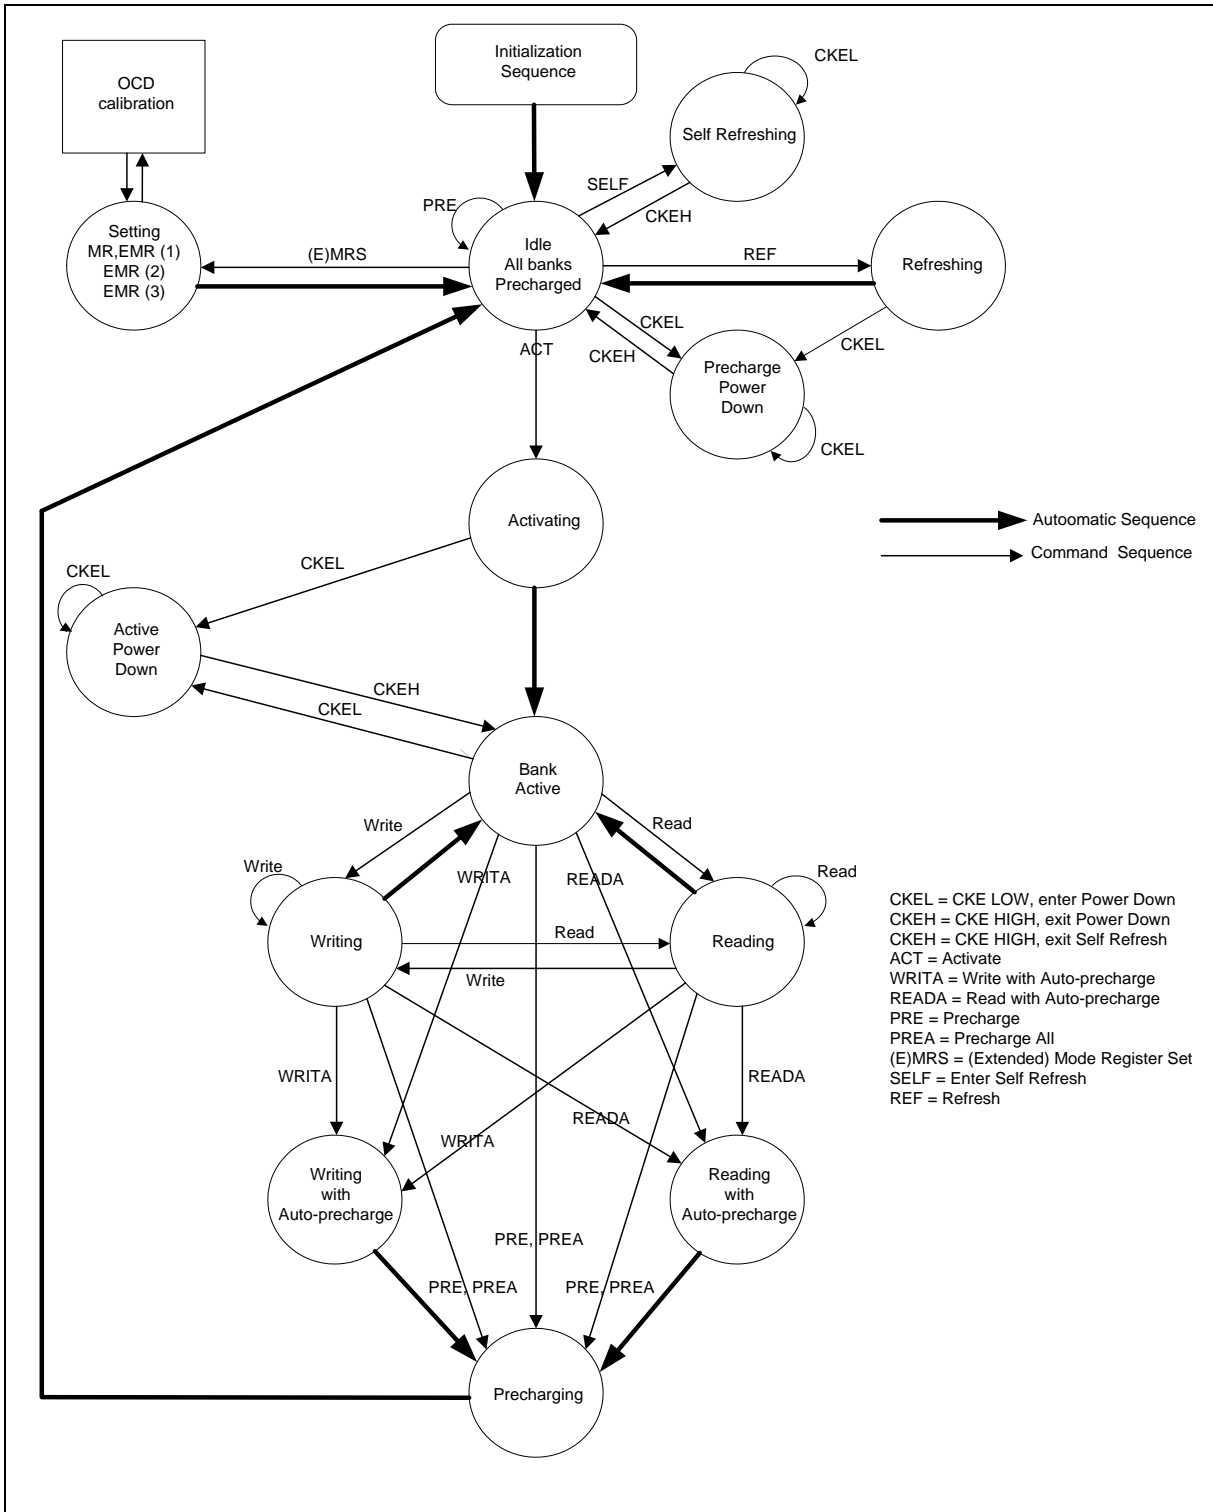 Initialization
Sequence
OCD
calibration
CKEL
Self Refreshing
SELF
CKEH
PRE
Setting
MR,EMR (1)
EMR (2)
EMR (3)
(E)MRS
Idle
All banks
Precharged
REF
Refreshing
CKEL
CKEH
ACT
CKEL
Precharge
Power
Down
CKEL
Activating
Autoomatic Sequence
Command Sequence
CKEL
CKEL
Active
Power
Down
CKEH
CKEL
Bank
Active
Write
Read
Write
WRITA
READA
Read
Writing
Read
Reading
Write
CKEL = CKE LOW, enter Power Down
CKEH = CKE HIGH, exit Power Down
CKEH = CKE HIGH, exit Self Refresh
ACT = Activate
WRITA = Write with Auto-precharge
READA = Read with Auto-precharge
PRE = Precharge
PREA = Precharge All
(E)MRS = (Extended) Mode Register Set
SELF = Enter Self Refresh
REF = Refresh
WRITA
READA
READA
WRITA
Writing
with
Auto-precharge
Reading
with
Auto-precharge
PRE, PREA
PRE, PREA
PRE, PREA
Precharging